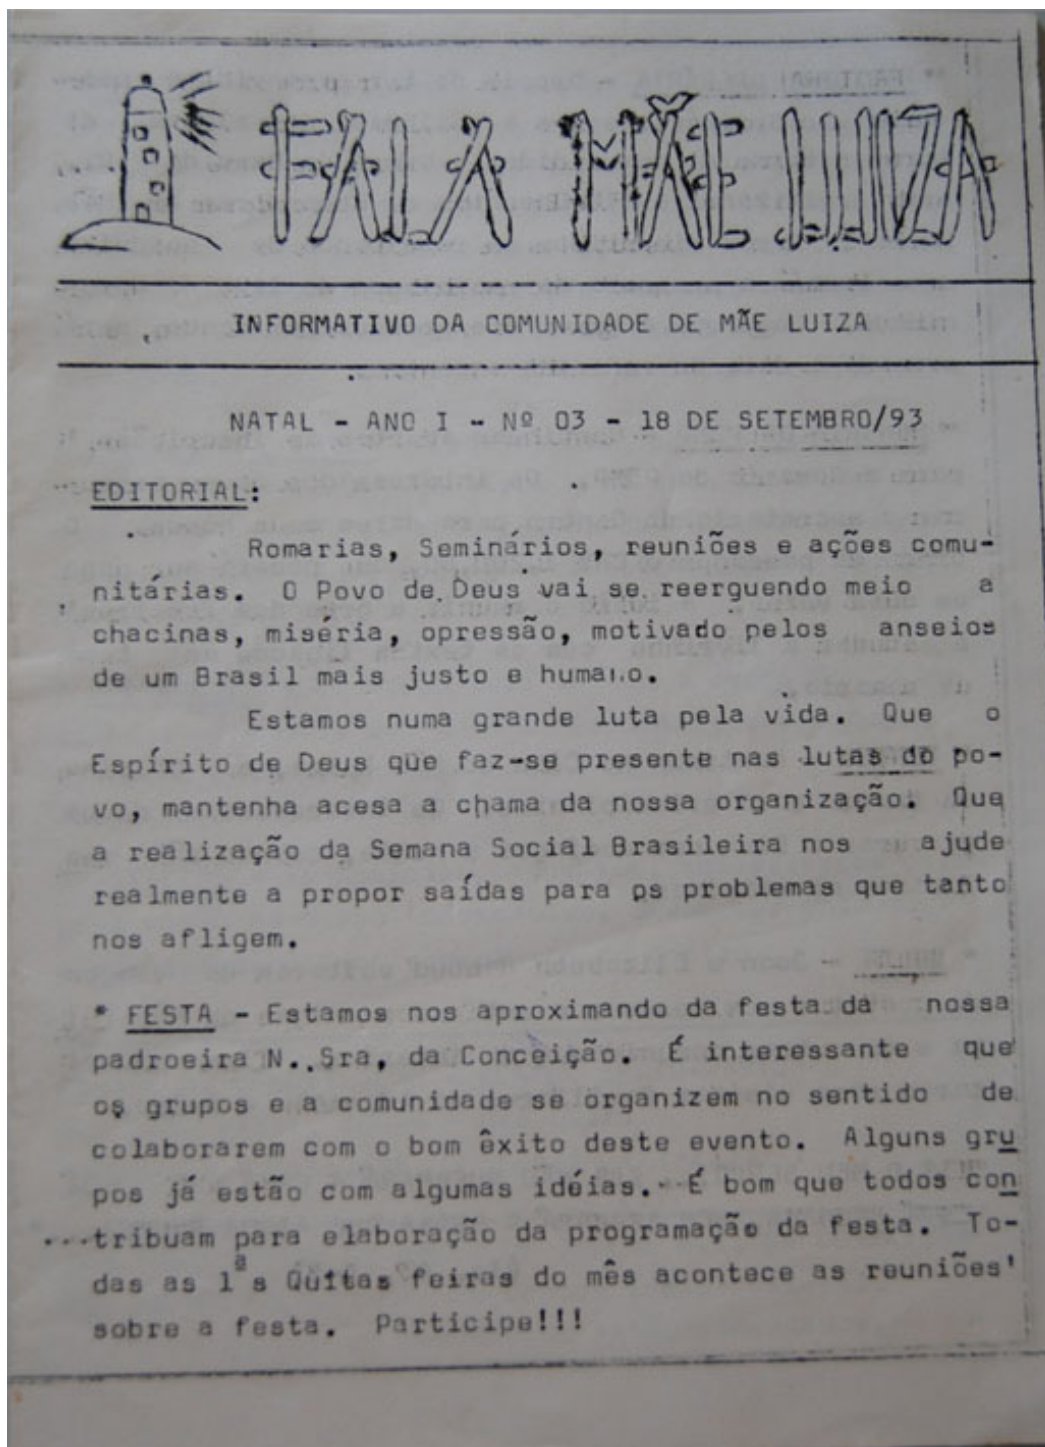 FALA MÃE LUIZA
INFORMATIVO DA COMUNIDADE DE MÃE LUIZA
NATAL - ANO I - Nº 03 - 18 DE SETEMBRO/93
EDITORIAL:
Romarias, Seminários, reuniões e ações comu-
nitárias. O Povo de Deus vai se reerguendo meio a
chacinas, miséria, opressão, motivado pelos anseios
de um Brasil mais justo e humano.
Estamos numa grande luta pela vida. Que o
Espírito de Deus que faz-se presente nas lutas do po-
vo, mantenha acesa a chama da nossa organização. Que
a realização da Semana Social Brasileira nos ajude
realmente a propor saídas para os problemas que tanto
nos afligem.
* FESTA - Estamos nos aproximando da festa da nossa
padroeira N. Sra, da Conceição. É interessante que
os grupos e a comunidade se organizem no sentido de
colaborarem com o bom êxito deste evento. Alguns gru
pos já estão com algumas idéias. É bom que todos con
tribuam para elaboração da programação da festa. To-
das as 1ªs Quitas feiras do mês acontece as reuniões'
sobre a festa. Participe!!!